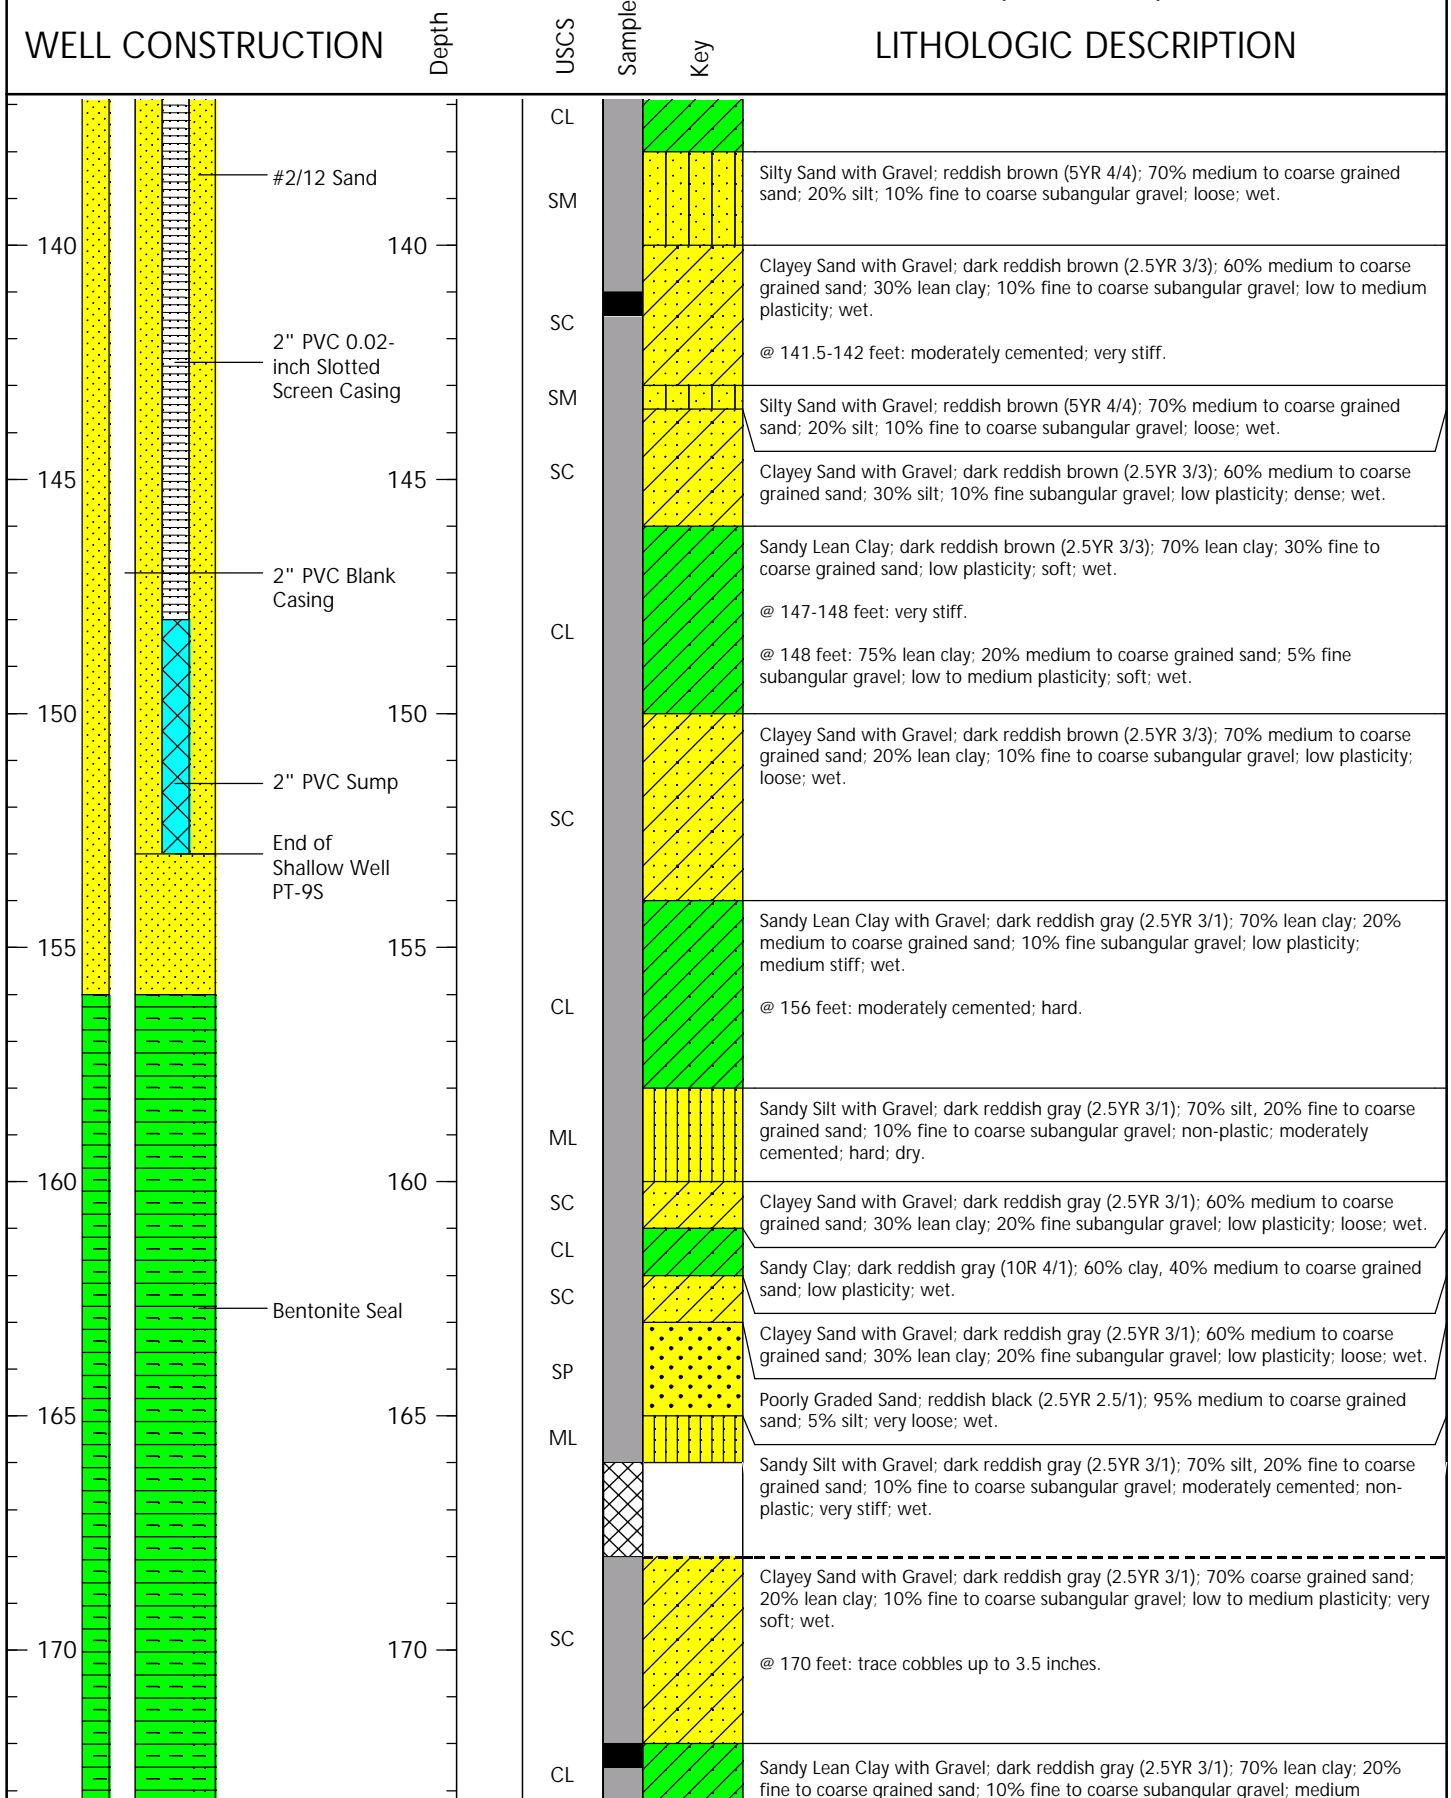 WELL CONSTRUCTION
Depth
USCS
Sample
Key
LITHOLOGIC DESCRIPTION
#2/12 Sand
140
2" PVC 0.02-
inch Slotted
Screen Casing
145
2" PVC Blank
Casing
150
2" PVC Sump
End of
Shallow Well
PT-9S
155
160
Bentonite Seal
165
170
140
145
150
155
160
165
170
CL
SM
Silty Sand with Gravel; reddish brown (5YR 4/4); 70% medium to coarse grained
sand; 20% silt; 10% fine to coarse subangular gravel; loose; wet.
SC
Clayey Sand with Gravel; dark reddish brown (2.5YR 3/3); 60% medium to coarse
grained sand; 30% lean clay; 10% fine to coarse subangular gravel; low to medium
plasticity; wet.
@ 141.5-142 feet: moderately cemented; very stiff.
SM
Silty Sand with Gravel; reddish brown (5YR 4/4); 70% medium to coarse grained
sand; 20% silt; 10% fine to coarse subangular gravel; loose; wet.
SC
Clayey Sand with Gravel; dark reddish brown (2.5YR 3/3); 60% medium to coarse
grained sand; 30% silt; 10% fine subangular gravel; low plasticity; dense; wet.
CL
Sandy Lean Clay; dark reddish brown (2.5YR 3/3); 70% lean clay; 30% fine to
coarse grained sand; low plasticity; soft; wet.
@ 147-148 feet: very stiff.
@ 148 feet: 75% lean clay; 20% medium to coarse grained sand; 5% fine
subangular gravel; low to medium plasticity; soft; wet.
SC
Clayey Sand with Gravel; dark reddish brown (2.5YR 3/3); 70% medium to coarse
grained sand; 20% lean clay; 10% fine to coarse subangular gravel; low plasticity;
loose; wet.
CL
Sandy Lean Clay with Gravel; dark reddish gray (2.5YR 3/1); 70% lean clay; 20%
medium to coarse grained sand; 10% fine subangular gravel; low plasticity;
medium stiff; wet.
@ 156 feet: moderately cemented; hard.
ML
Sandy Silt with Gravel; dark reddish gray (2.5YR 3/1); 70% silt, 20% fine to coarse
grained sand; 10% fine to coarse subangular gravel; non-plastic; moderately
cemented; hard; dry.
SC
Clayey Sand with Gravel; dark reddish gray (2.5YR 3/1); 60% medium to coarse
grained sand; 30% lean clay; 20% fine subangular gravel; low plasticity; loose; wet.
CL
Sandy Clay; dark reddish gray (10R 4/1); 60% clay, 40% medium to coarse grained
sand; low plasticity; wet.
SC
Clayey Sand with Gravel; dark reddish gray (2.5YR 3/1); 60% medium to coarse
grained sand; 30% lean clay; 20% fine subangular gravel; low plasticity; loose; wet.
SP
Poorly Graded Sand; reddish black (2.5YR 2.5/1); 95% medium to coarse grained
sand; 5% silt; very loose; wet.
ML
Sandy Silt with Gravel; dark reddish gray (2.5YR 3/1); 70% silt, 20% fine to coarse
grained sand; 10% fine to coarse subangular gravel; moderately cemented; non-
plastic; very stiff; wet.
SC
Clayey Sand with Gravel; dark reddish gray (2.5YR 3/1); 70% coarse grained sand;
20% lean clay; 10% fine to coarse subangular gravel; low to medium plasticity; very
soft; wet.
@ 170 feet: trace cobbles up to 3.5 inches.
CL
Sandy Lean Clay with Gravel; dark reddish gray (2.5YR 3/1); 70% lean clay; 20%
fine to coarse grained sand; 10% fine to coarse subangular gravel; medium